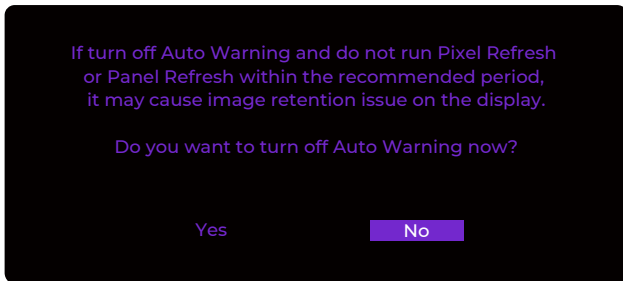 If turn off Auto Warning and do not run Pixel Refresh
or Panel Refresh within the recommended period,
it may cause image retention issue on the display.
Do you want to turn off Auto Warning now?
Yes No